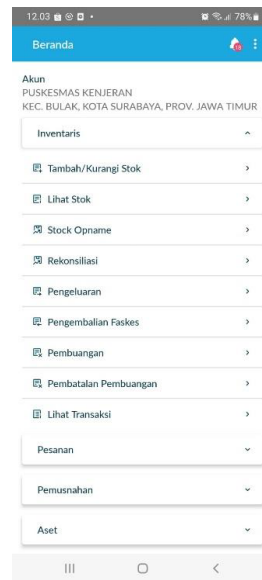 12.03
78%
Beranda
Akun
PUSKESMAS KENJERAN
KEC. BULAK, KOTA SURABAYA, PROV. JAWA TIMUR
Inventaris
Tambah/Kurangi Stok
Lihat Stok
Stock Opname
Rekonsiliasi
Pengeluaran
Pengembalian Faskes
Pembuangan
Pembatalan Pembuangan
Lihat Transaksi
Pesanan
Pemusnahan
Aset